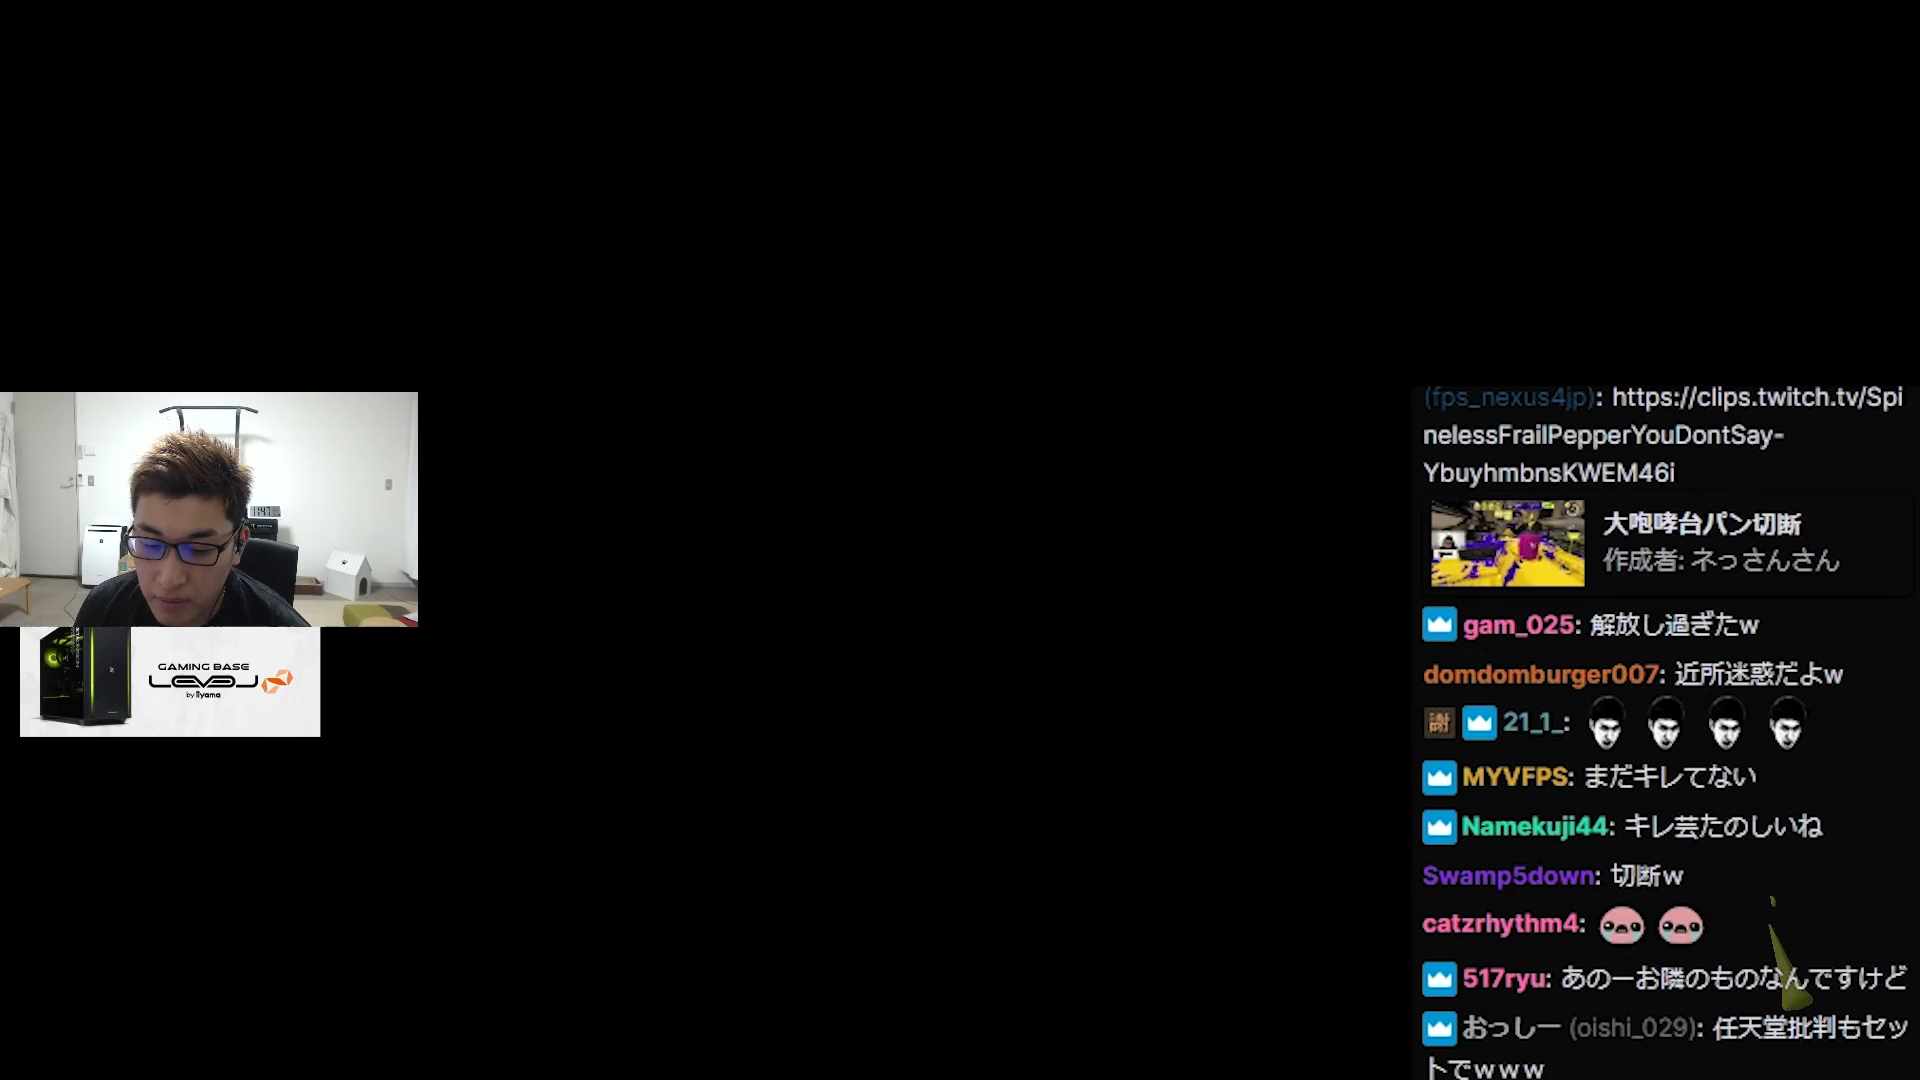 (fps_nexus4jp): https://clips.twitch.tv/Spi
nelessFrailPepperYouDontSay-
YbuyhmbnsKWEM46i
大咆哮台パン切断
作成者: ネっさんさん
gam_025: 解放し過ぎたw
domdomburger007: 近所迷惑だよw
謝 21_1_:
MYVFPS: まだキレてない
Namekuji44: キレ芸たのしいね
Swamp5down: 切断w
catzrhythm4:
517ryu: あのーお隣のものなんですけど
おっしー (oishi_029): 任天堂批判もセッ
トでwww
GAMING BASE
LEVEL
by iiyama